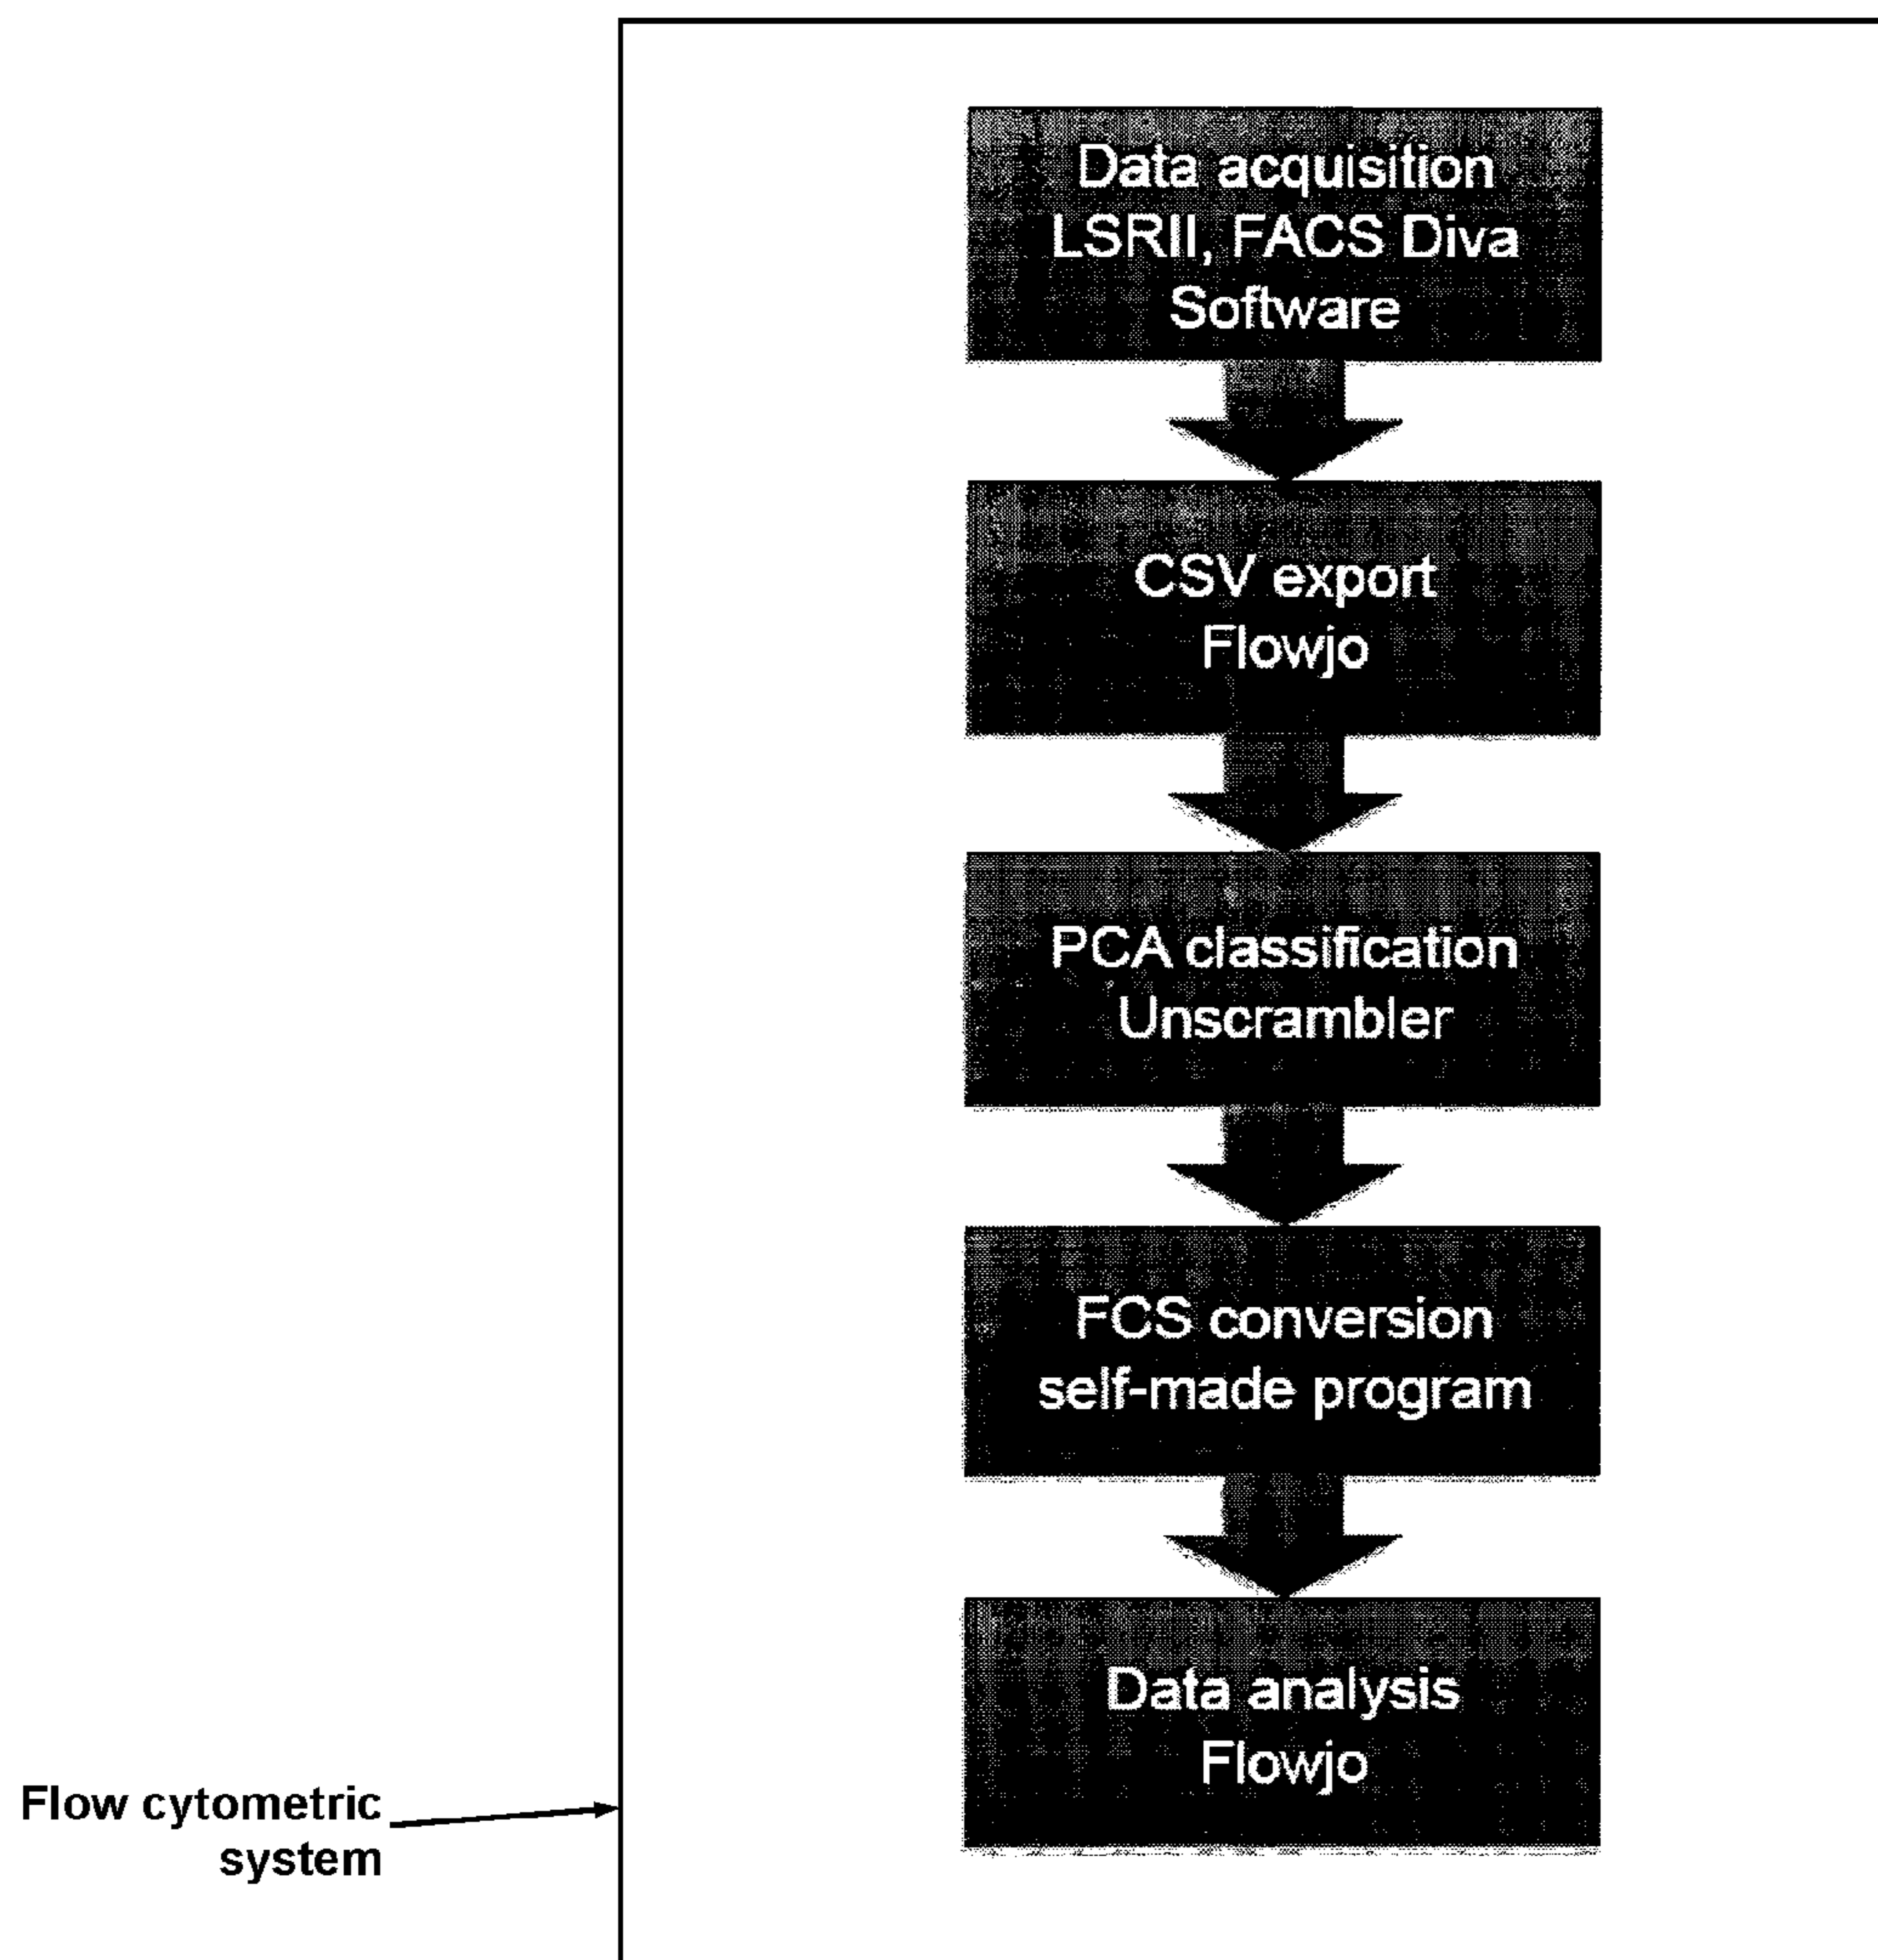 Data acquisition
LSRII, FACS Diva
Software
CSV export
Flowjo
PCA classification
Unscrambler
FCS conversion
self-made program
Data analysis
Flowjo
Flow cytometric
system